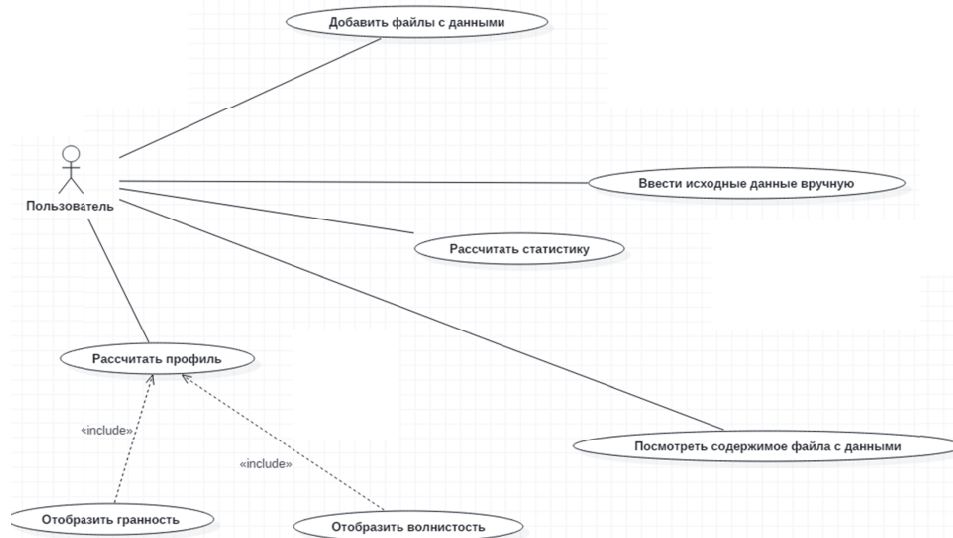 Добавить файлы с данными
Ввести исходные данные вручную
Пользователь
Рассчитать статистику
Рассчитать профиль
«include»
Посмотреть содержимое файла с данными
«include»
Отобразить гранность
Отобразить волнистость